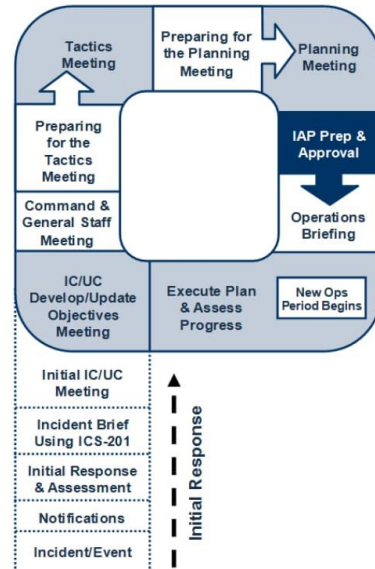 Tactics
Meeting
Preparing for
the Planning
Meeting
Planning
Meeting
Preparing
for the
Tactics
Meeting
IAP Prep &
Approval
Command &
General Staff
Meeting
Operations
Briefing
IC/UC
Develop/Update
Objectives
Meeting
Execute Plan
& Assess
Progress
New Ops
Period Begins
Initial IC/UC
Meeting
Incident Brief
Using ICS-201
Initial Response
& Assessment
Notifications
Incident/Event
Initial Response